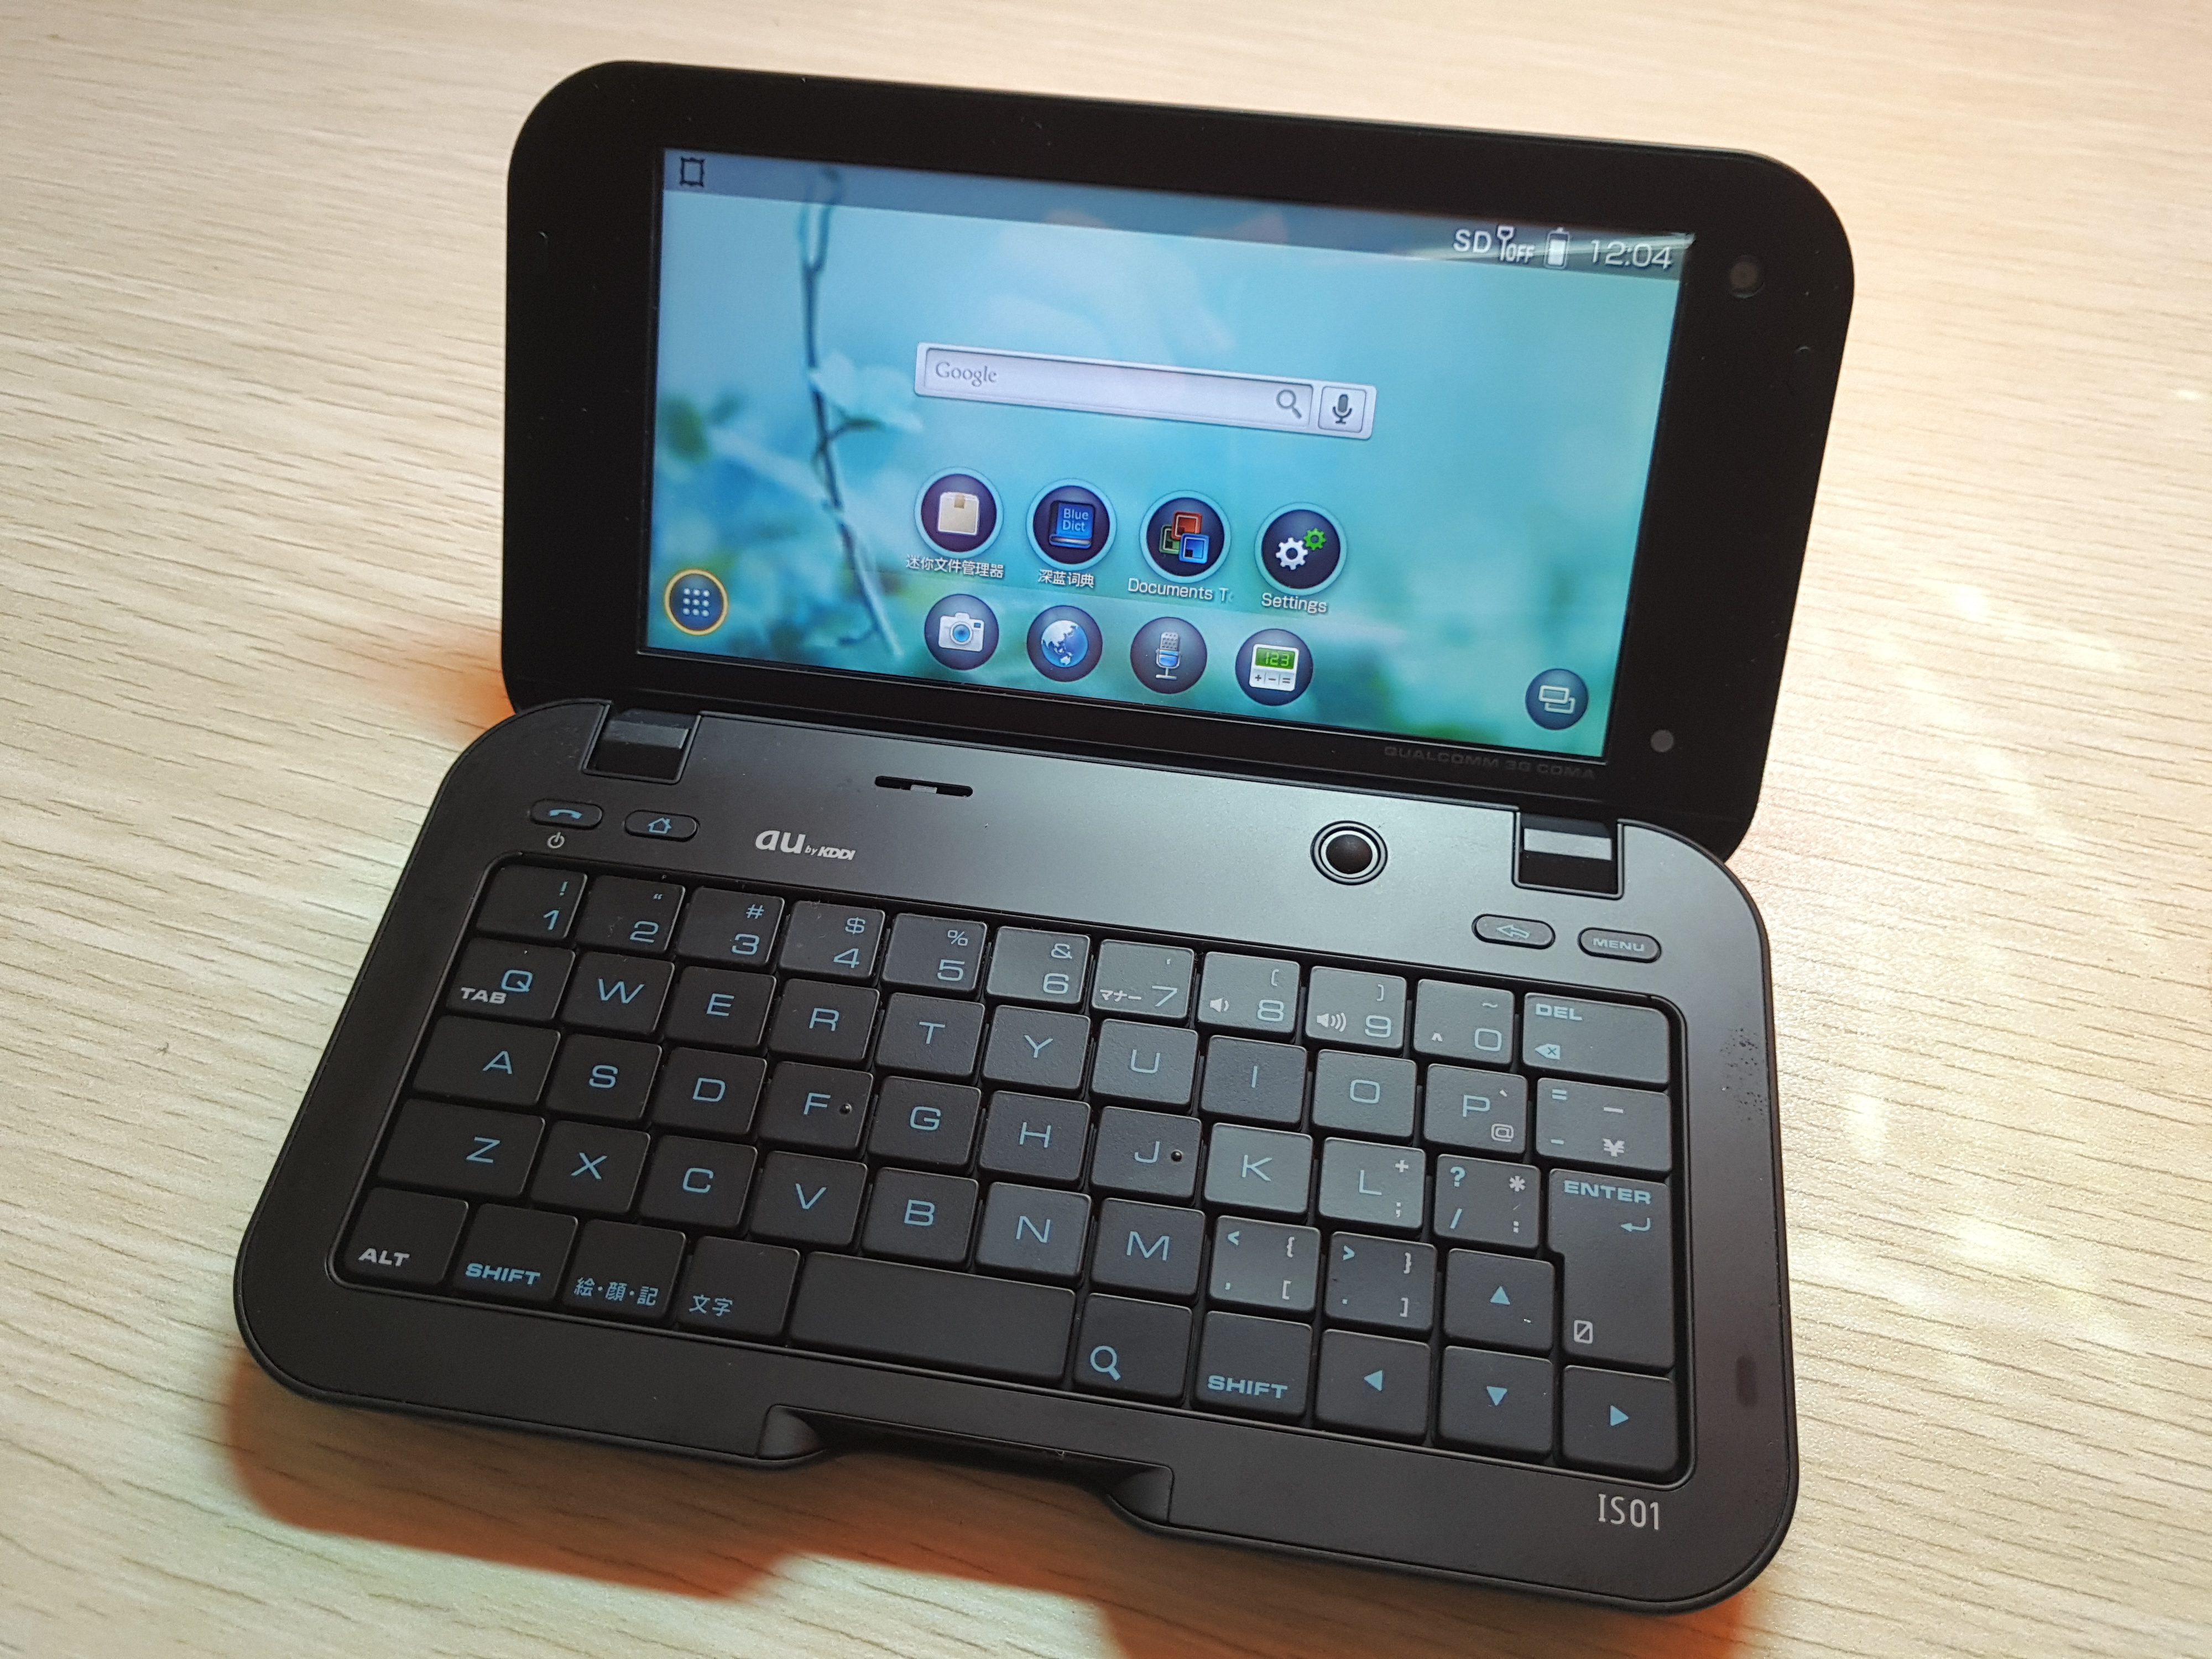 SD OFF 12:04
Google
Blue Dict
迷你文件管理器 深蓝词典 Documents T Settings
123
QUALCOMM 3G CDMA
au by KDDI
MENU
! " # $ % & ' ( ) ~ DEL
1 2 3 4 5 6 マナー 7 8 9 ^ 0
TAB Q W E R T Y U I O P ` @ = - - ¥
A S D F G H J K L + ; ? / * : ENTER
Z X C V B N M < , { [ > . } ] _
ALT SHIFT 絵・顔・記 文字 SHIFT
IS01